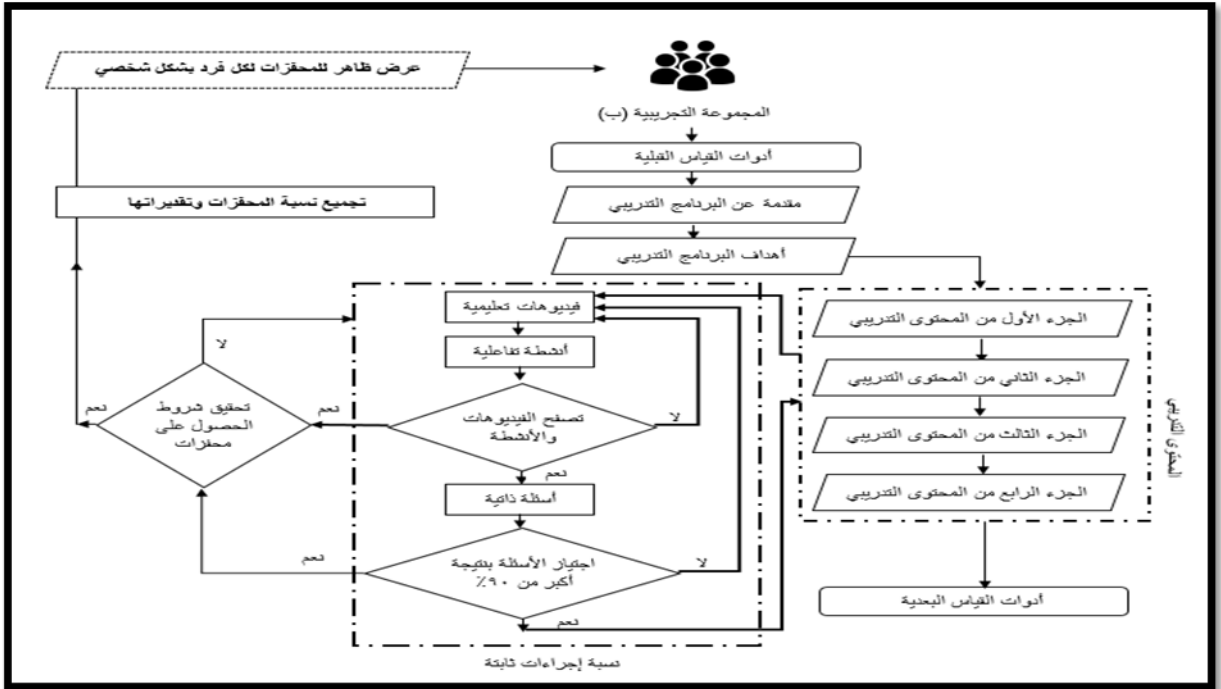 عرض ظاهر للمحفزات لكل فرد بشكل شخصي
المجموعة التجريبية (ب)
أدوات القياس القبلية
تجميع نسبة المحفزات وتقديراتها
مقدمة عن البرنامج التدريبي
أهداف البرنامج التدريبي
فيديوهات تعليمية
الجزء الأول من المحتوى التدريبي
لا
أنشطة تفاعلية
الجزء الثاني من المحتوى التدريبي
نعم
تحقيق شروط
الحصول على
محفزات
نعم
تصفح الفيديوهات
والأنشطة
لا
الجزء الثالث من المحتوى التدريبي
المحتوى التدريبي
نعم
أسئلة ذاتية
الجزء الرابع من المحتوى التدريبي
نعم
اجتياز الأسئلة بنتيجة
أكبر من ٩٠٪
لا
نعم
أدوات القياس البعدية
نسبة إجراءات ثابتة